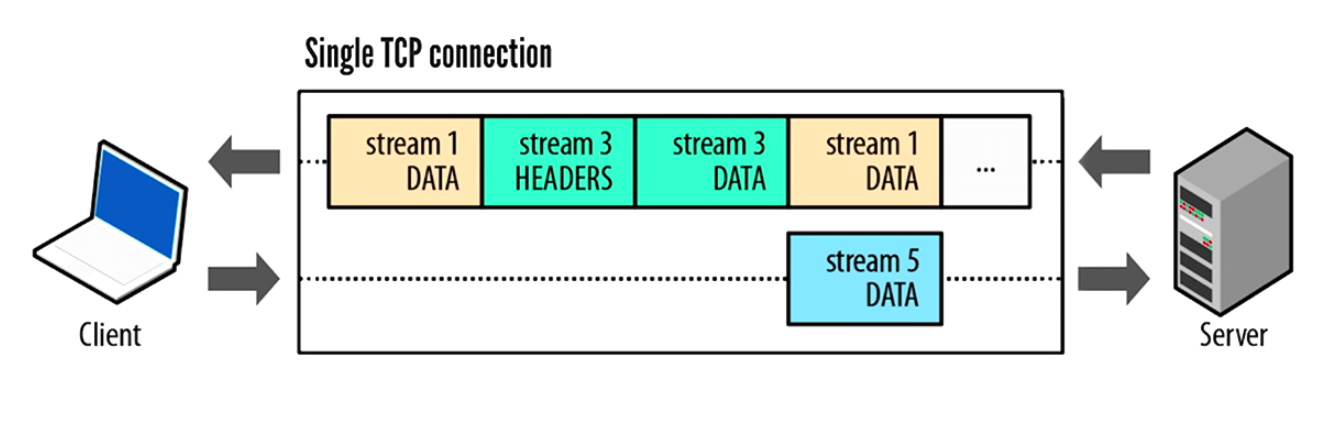 Single TCP connection
stream 1
DATA
stream 3
HEADERS
stream 3
DATA
stream 1
DATA
...
stream 5
DATA
Client
Server